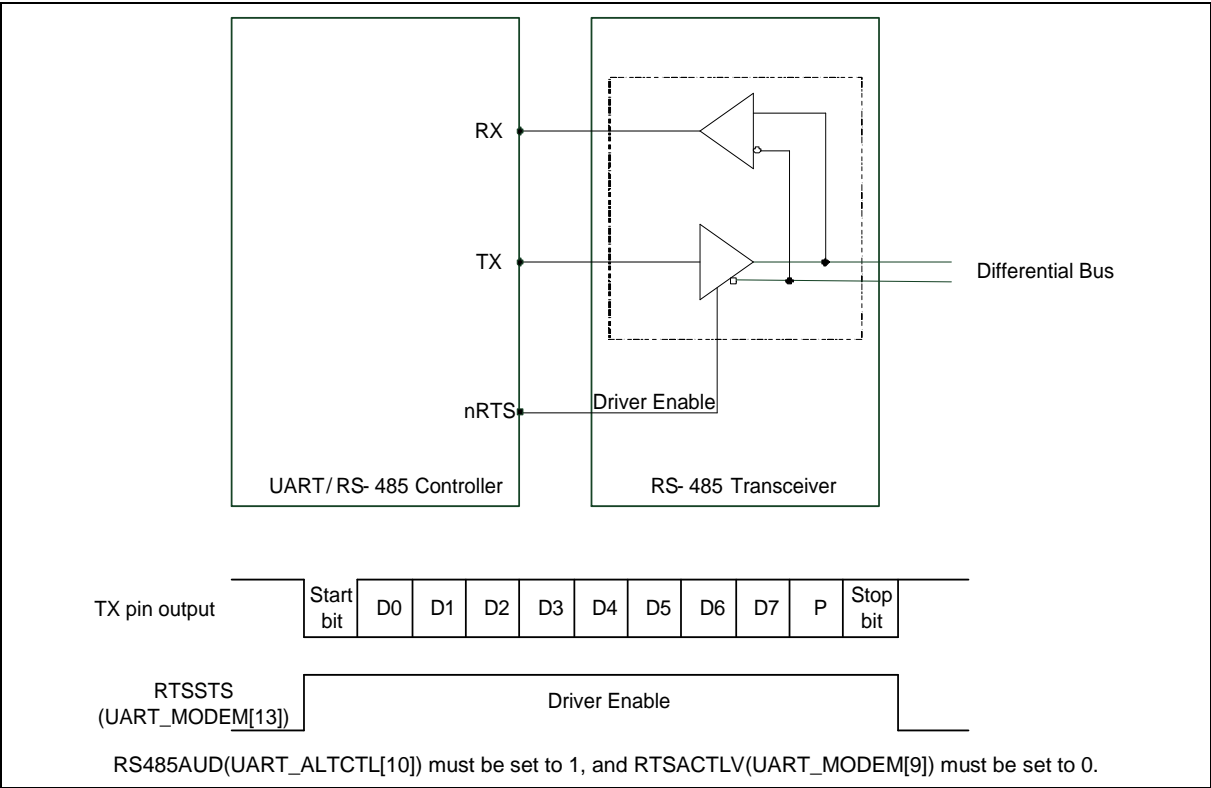 RX
TX
Differential Bus
nRTS
Driver Enable
UART/RS-485 Controller
RS-485 Transceiver
TX pin output
Start bit
D0
D1
D2
D3
D4
D5
D6
D7
P
Stop bit
RTSSTS
(UART_MODEM[13])
Driver Enable
RS485AUD(UART_ALTCTL[10]) must be set to 1, and RTSACTLV(UART_MODEM[9]) must be set to 0.